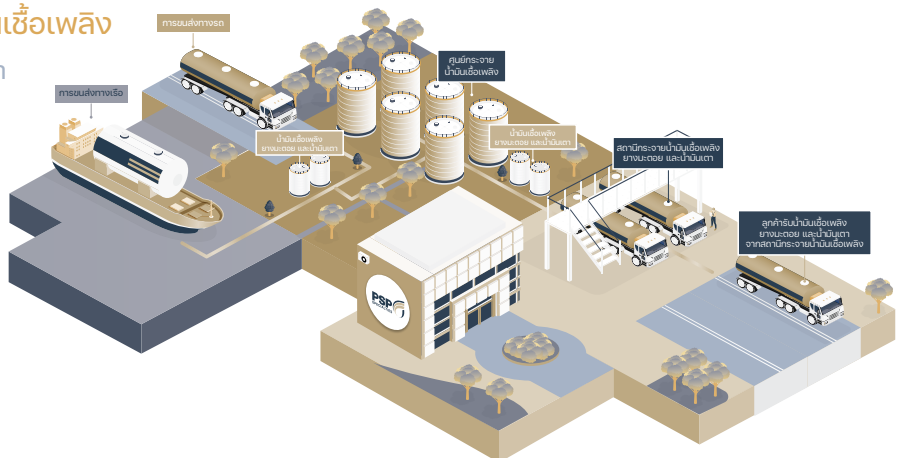 นเชื้อเพลิง
การขนส่งทางรถ
การขนส่งทางเรือ
ศูนย์กระจาย
น้ำมันเชื้อเพลิง
น้ำมันเชื้อเพลิง
ยางมะตอย และน้ำมันเตา
น้ำมันเชื้อเพลิง
ยางมะตอย และน้ำมันเตา
สถานีกระจายน้ำมันเชื้อเพลิง
ยางมะตอย และน้ำมันเตา
ลูกค้ารับน้ำมันเชื้อเพลิง
ยางมะตอย และน้ำมันเตา
จากสถานีกระจายน้ำมันเชื้อเพลิง
PSP